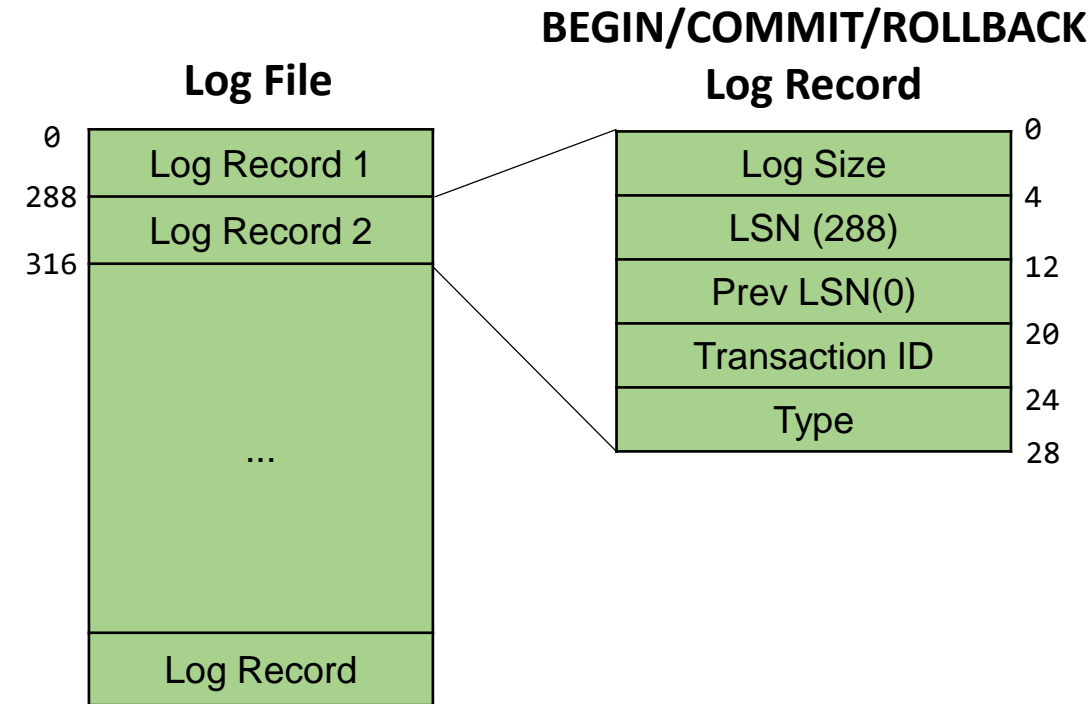 BEGIN/COMMIT/ROLLBACK
Log File
Log Record
0
Log Record 1
288
Log Record 2
316
...
Log Record
0
Log Size
4
LSN (288)
12
Prev LSN(0)
20
Transaction ID
24
Type
28